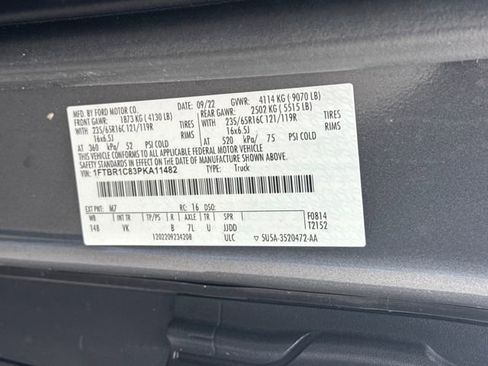 MFD. BY FORD MOTOR CO. 09/22 GVWR: 4114 KG ( 9070 LB)
FRONT GAWR: 1873 KG ( 4130 LB) REAR GAWR: 2502 KG ( 5515 LB)
235/65R16C 121/119R TIRES 235/65R16C 121/119R TIRES
16x6.5J RIMS 16x6.5J RIMS
AT 360 kPa/ 52 PSI COLD AT 520 kPa/ 75 PSI COLD
THIS VEHICLE CONFORMS TO ALL APPLICABLE FEDERAL MOTOR VEHICLE
SAFETY STANDARDS IN EFFECT ON THE DATE OF MANUFACTURE SHOWN ABOVE.
VIN: 1FTBR1C83PKA11482 TYPE: Truck
EXT PNT: M7 RC: 16 DSO:
WB INT TR TP/PS R AXLE TR SPR F0814
148 VK B 7L U JJDD T2152
1202209234208 ULC 5U5A-3520472-AA